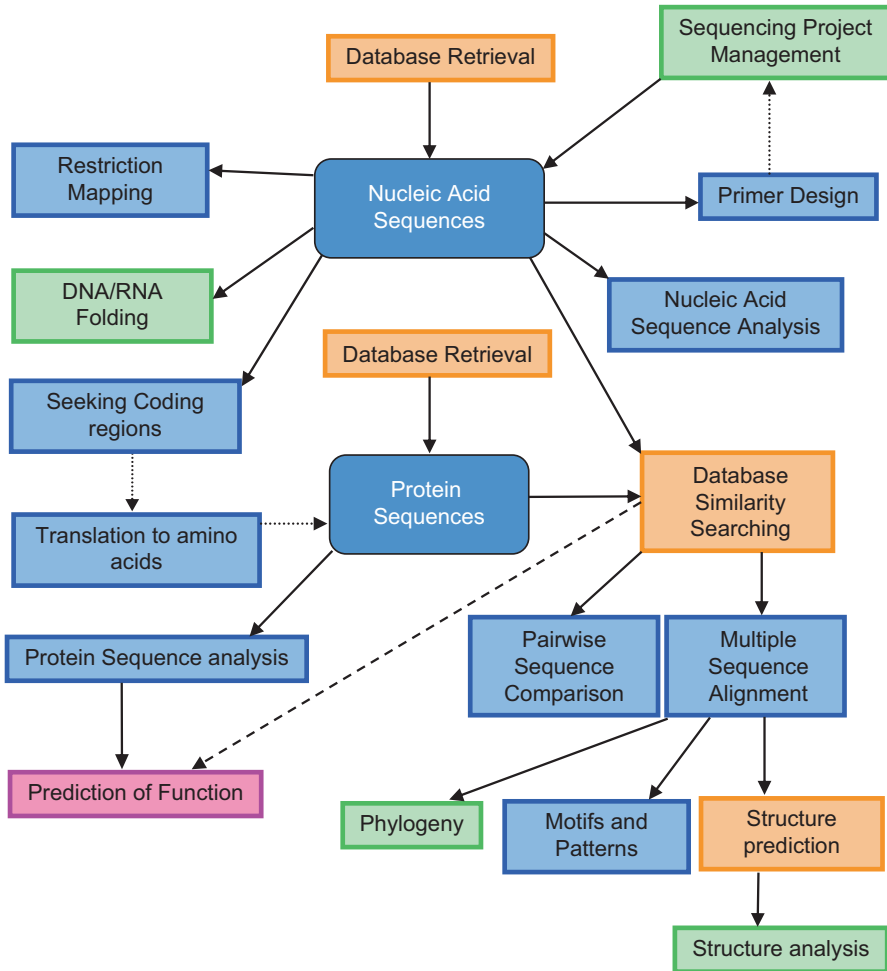 Sequencing Project
Management
Database Retrieval
Restriction
Mapping
Nucleic Acid
Sequences
Primer Design
DNA/RNA
Folding
Nucleic Acid
Sequence Analysis
Database Retrieval
Seeking Coding
regions
Protein
Sequences
Database
Similarity
Searching
Translation to amino
acids
Protein Sequence analysis
Pairwise
Sequence
Comparison
Multiple
Sequence
Alignment
Prediction of Function
Phylogeny
Motifs and
Patterns
Structure
prediction
Structure analysis